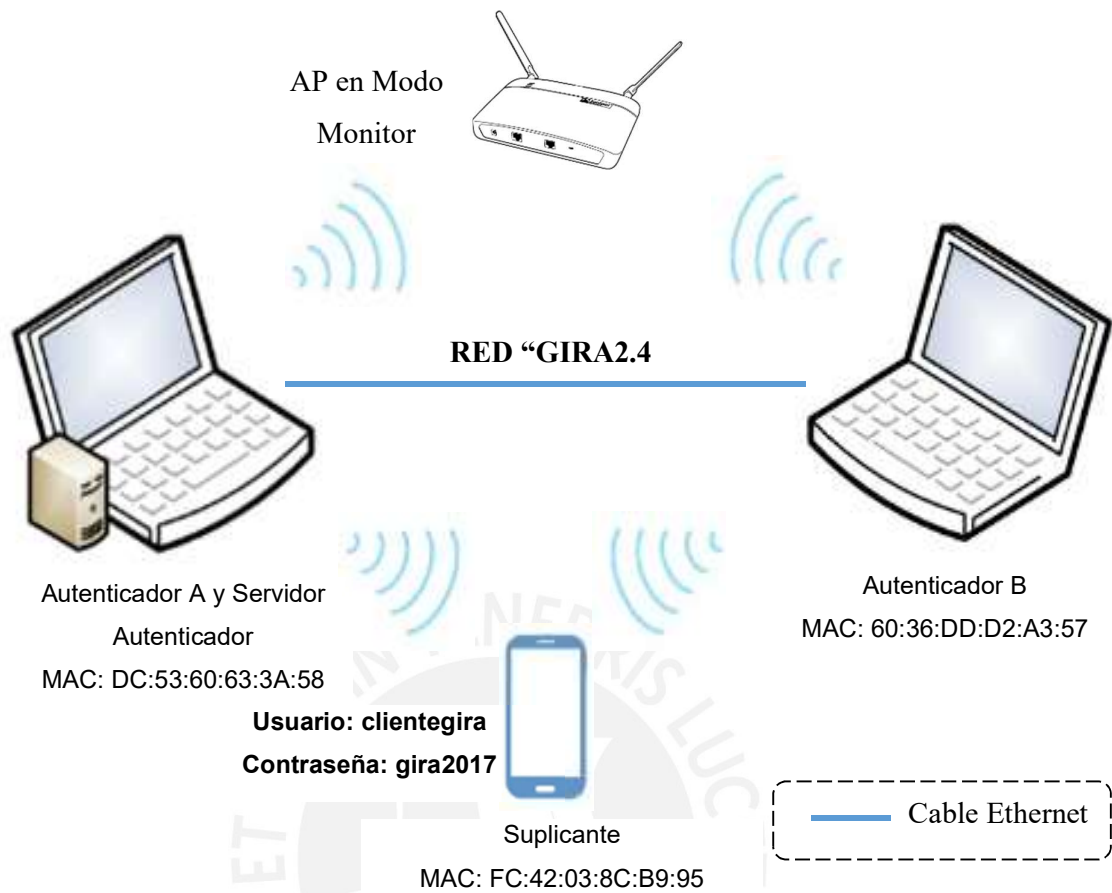 AP en Modo
Monitor
RED “GIRA2.4
Autenticador A y Servidor
Autenticador
MAC: DC:53:60:63:3A:58
Autenticador B
MAC: 60:36:DD:D2:A3:57
Usuario: clientegira
Contraseña: gira2017
Suplicante
MAC: FC:42:03:8C:B9:95
Cable Ethernet